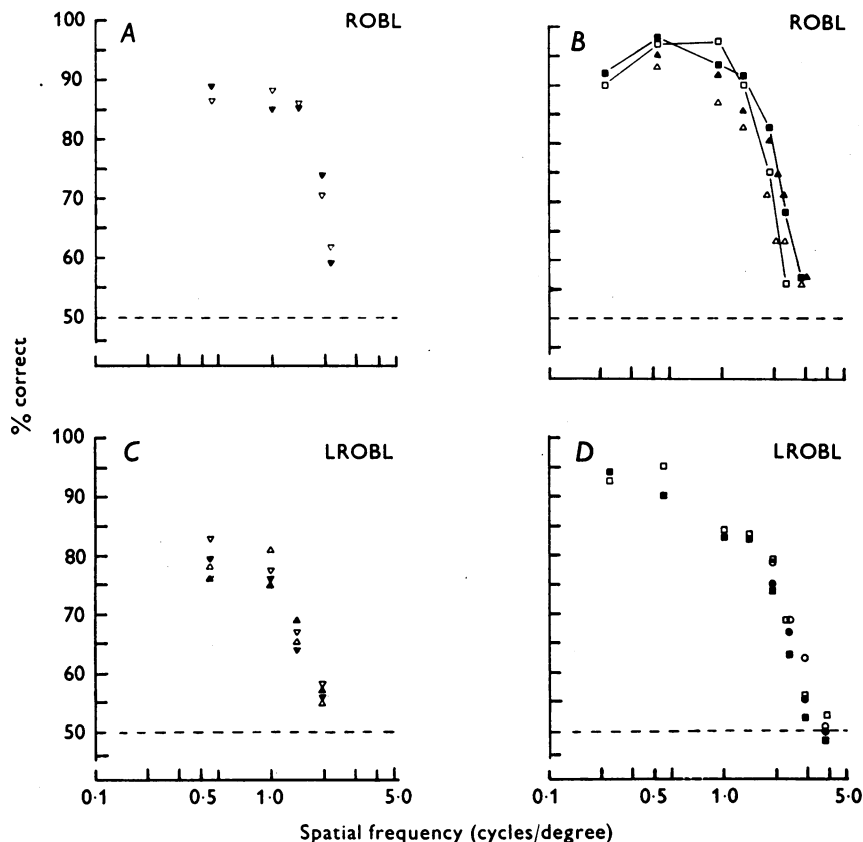 A ROBL
B ROBL
100
90
80
70
60
50
% correct
C LROBL
D LROBL
100
90
80
70
60
50
0·1 0·5 1·0 5·0
0·1 0·5 1·0 5·0
Spatial frequency (cycles/degree)